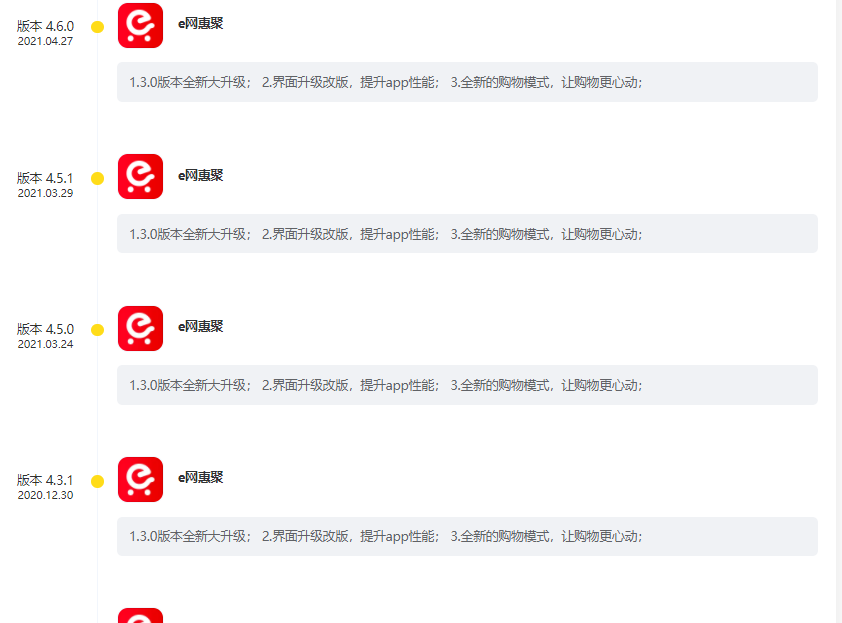 版本 4.6.0
2021.04.27
e网惠聚
1.3.0版本全新大升级； 2.界面升级改版，提升app性能； 3.全新的购物模式，让购物更心动；
版本 4.5.1
2021.03.29
e网惠聚
1.3.0版本全新大升级； 2.界面升级改版，提升app性能； 3.全新的购物模式，让购物更心动；
版本 4.5.0
2021.03.24
e网惠聚
1.3.0版本全新大升级； 2.界面升级改版，提升app性能； 3.全新的购物模式，让购物更心动；
版本 4.3.1
2020.12.30
e网惠聚
1.3.0版本全新大升级； 2.界面升级改版，提升app性能； 3.全新的购物模式，让购物更心动；